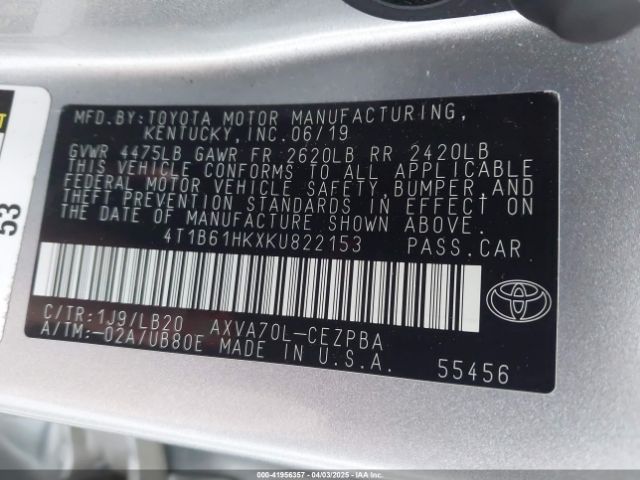 MFD.BY:TOYOTA MOTOR MANUFACTURING,
KENTUCKY, INC. 06/19
GVWR 4475LB GAWR FR 2620LB RR 2420LB
THIS VEHICLE CONFORMS TO ALL APPLICABLE
FEDERAL MOTOR VEHICLE SAFETY, BUMPER, AND
THEFT PREVENTION STANDARDS IN EFFECT ON
THE DATE OF MANUFACTURE SHOWN ABOVE.
4T1B61HKXKU822153 PASS.CAR
C/TR:1J9/LB20 AXVA70L-CEZPBA
A/TM:-02A/UB80E MADE IN U.S.A.
55456
53
40-41956357 - 04/03/2025 - IAA Inc.